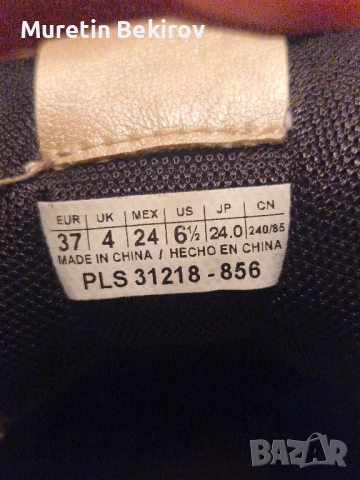 Muretin Bekirov
EUR UK MEX US JP CN
37 4 24 6½ 24.0 240/85
MADE IN CHINA / HECHO EN CHINA
PLS 31218 - 856
BAZAR